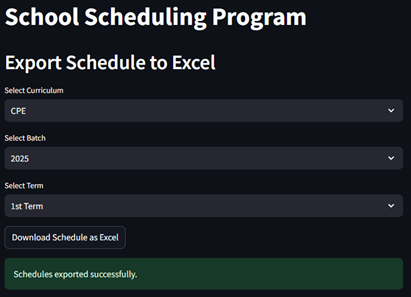 School Scheduling Program
Export Schedule to Excel
Select Curriculum
CPE
Select Batch
2025
Select Term
1st Term
Download Schedule as Excel
Schedules exported successfully.